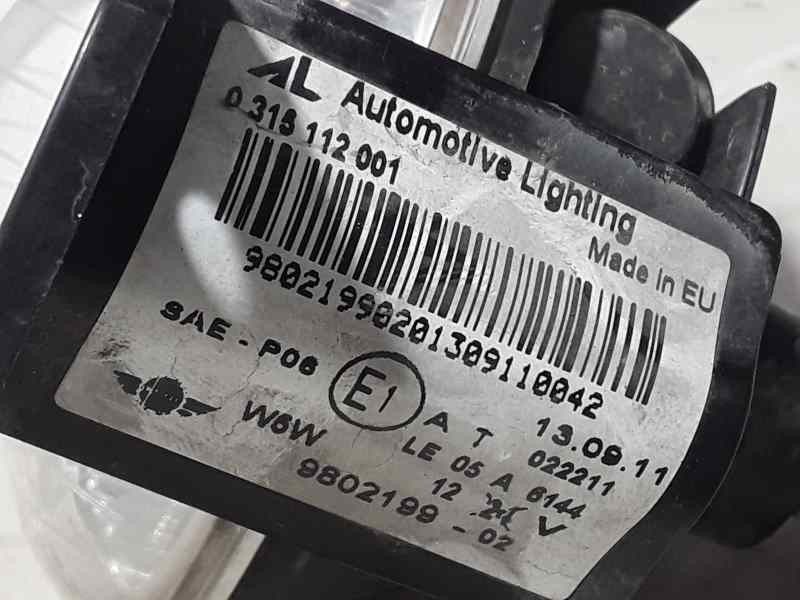 AL Automotive Lighting
0 315 112 001
Made in EU
98021990201309110042
SAE - P06
E1
A T 022211
13.09.11
W5W
LE 05 A 6144
12 V
9802199 - 02